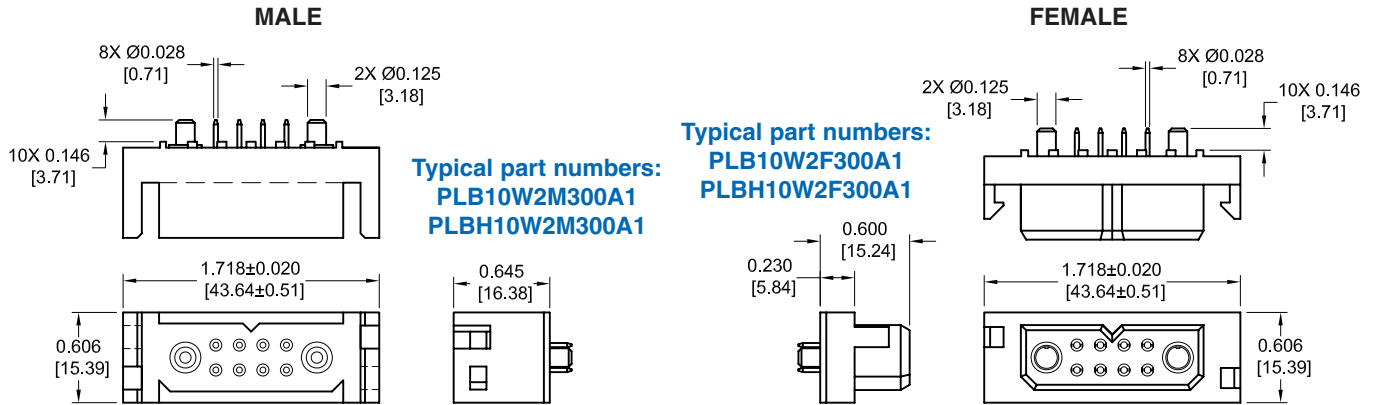 MALE
FEMALE
8X Ø0.028
[0.71]
2X Ø0.125
[3.18]
10X 0.146
[3.71]
Typical part numbers:
PLB10W2M300A1
PLBH10W2M300A1
1.718±0.020
[43.64±0.51]
0.606
[15.39]
0.645
[16.38]
8X Ø0.028
[0.71]
2X Ø0.125
[3.18]
10X 0.146
[3.71]
Typical part numbers:
PLB10W2F300A1
PLBH10W2F300A1
0.600
[15.24]
0.230
[5.84]
1.718±0.020
[43.64±0.51]
0.606
[15.39]